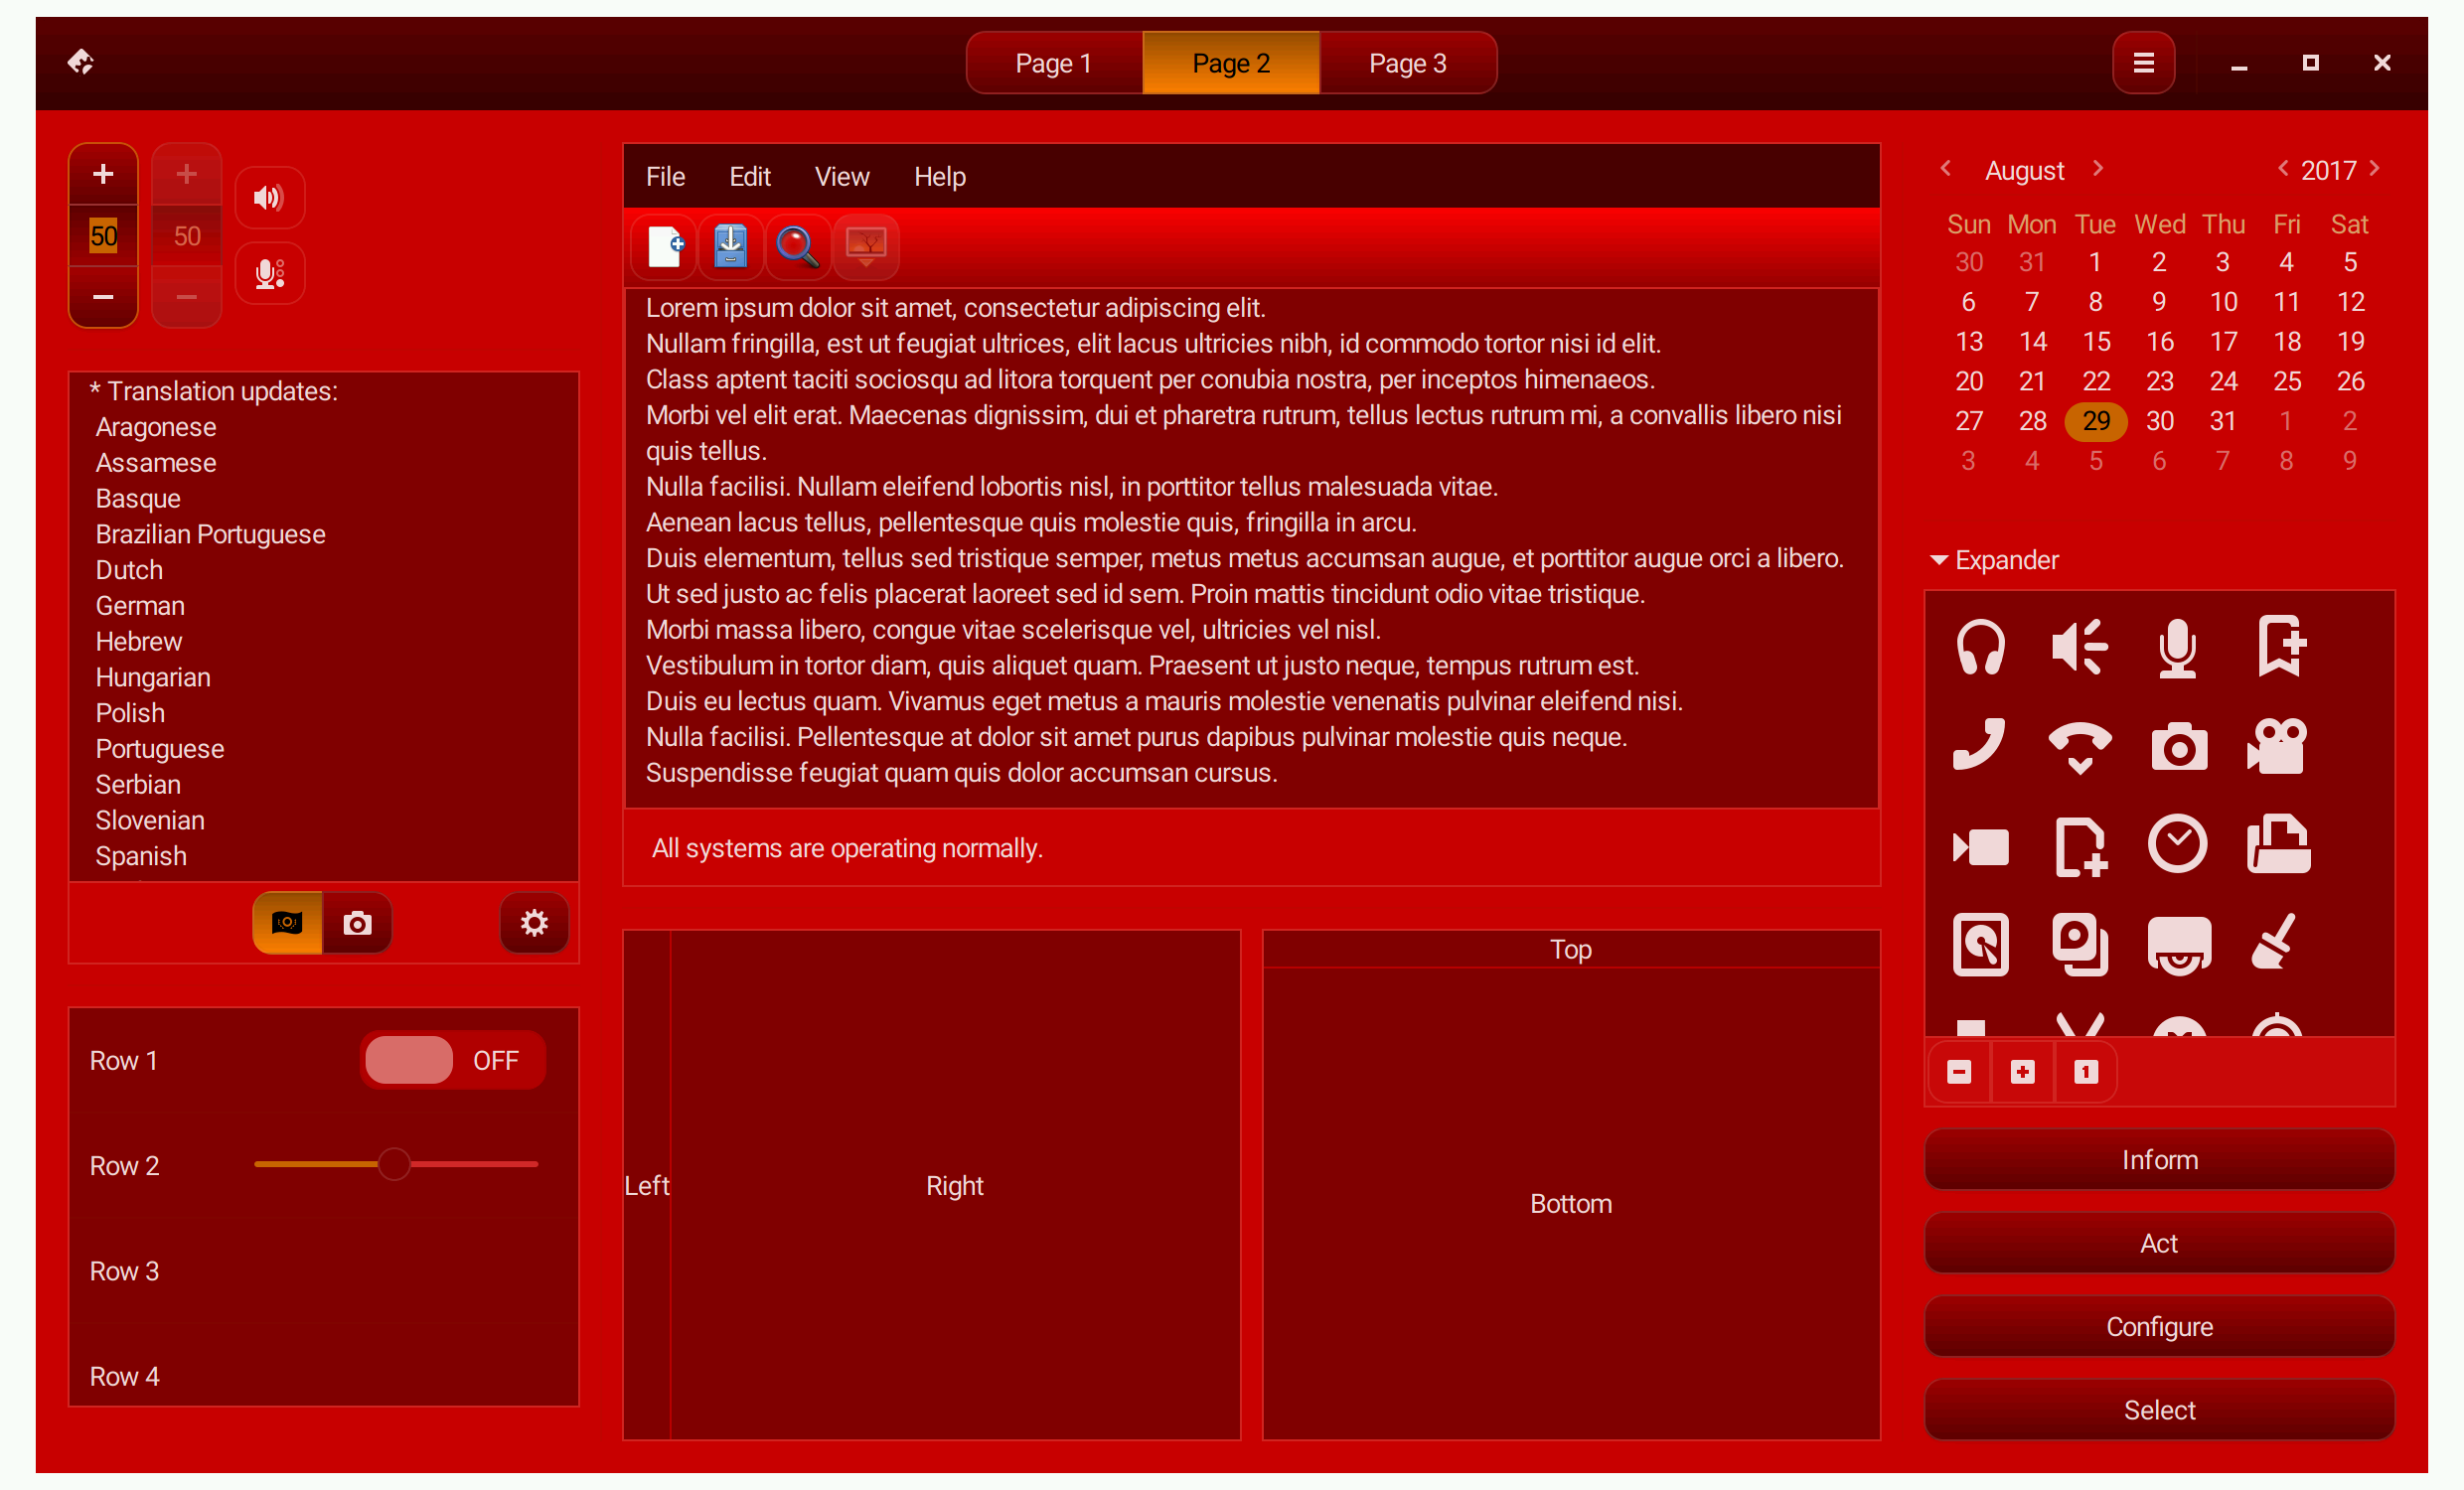 Page 1
Page 2
Page 3
50
50
* Translation updates:
Aragonese
Assamese
Basque
Brazilian Portuguese
Dutch
German
Hebrew
Hungarian
Polish
Portuguese
Serbian
Slovenian
Spanish
Row 1
OFF
Row 2
Row 3
Row 4
File Edit View Help
Lorem ipsum dolor sit amet, consectetur adipiscing elit.
Nullam fringilla, est ut feugiat ultrices, elit lacus ultricies nibh, id commodo tortor nisi id elit.
Class aptent taciti sociosqu ad litora torquent per conubia nostra, per inceptos himenaeos.
Morbi vel elit erat. Maecenas dignissim, dui et pharetra rutrum, tellus lectus rutrum mi, a convallis libero nisi
quis tellus.
Nulla facilisi. Nullam eleifend lobortis nisl, in porttitor tellus malesuada vitae.
Aenean lacus tellus, pellentesque quis molestie quis, fringilla in arcu.
Duis elementum, tellus sed tristique semper, metus metus accumsan augue, et porttitor augue orci a libero.
Ut sed justo ac felis placerat laoreet sed id sem. Proin mattis tincidunt odio vitae tristique.
Morbi massa libero, congue vitae scelerisque vel, ultricies vel nisl.
Vestibulum in tortor diam, quis aliquet quam. Praesent ut justo neque, tempus rutrum est.
Duis eu lectus quam. Vivamus eget metus a mauris molestie venenatis pulvinar eleifend nisi.
Nulla facilisi. Pellentesque at dolor sit amet purus dapibus pulvinar molestie quis neque.
Suspendisse feugiat quam quis dolor accumsan cursus.
All systems are operating normally.
Left
Right
Top
Bottom
August 2017
Sun Mon Tue Wed Thu Fri Sat
30 31 1 2 3 4 5
6 7 8 9 10 11 12
13 14 15 16 17 18 19
20 21 22 23 24 25 26
27 28 29 30 31 1 2
3 4 5 6 7 8 9
Expander
1
Inform
Act
Configure
Select